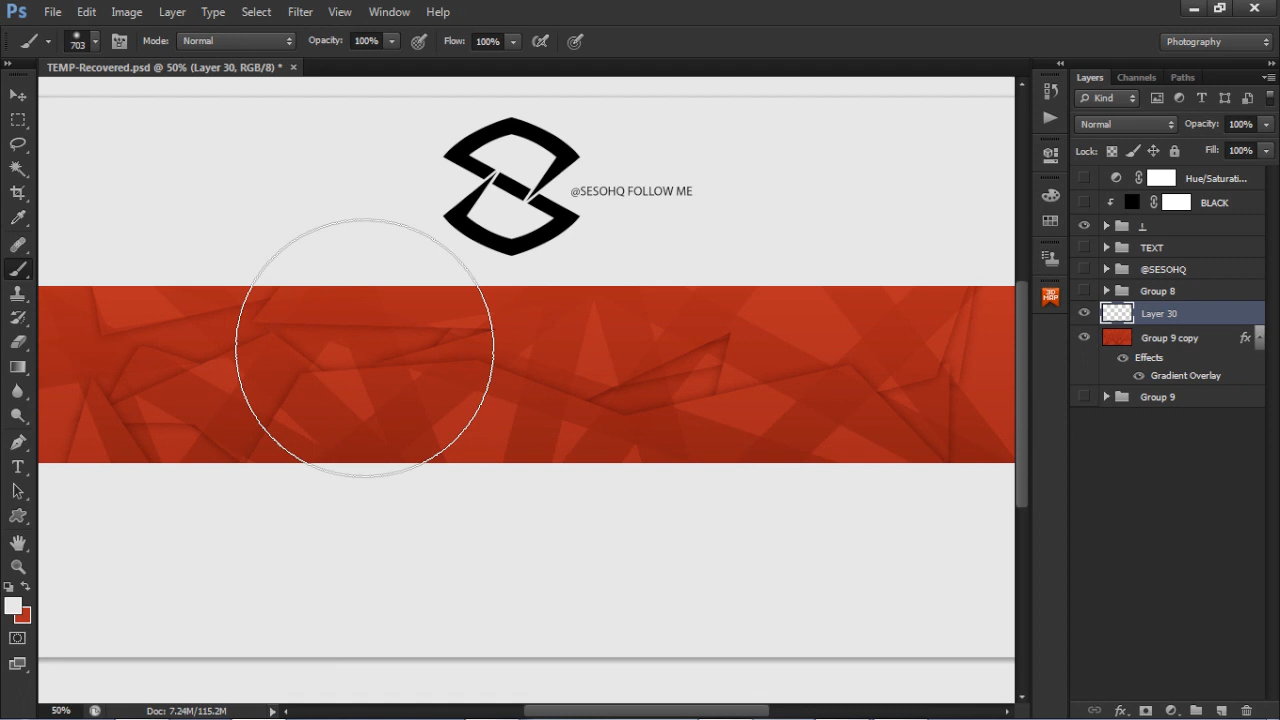 Ps File Edit Image Layer Type Select Filter View Window Help
703 Mode: Normal Opacity: 100% Flow: 100% Photography
TEMP-Recovered.psd @ 50% (Layer 30, RGB/8) * ×
Layers Channels Paths
Kind
Normal Opacity: 100%
Lock: Fill: 100%
Hue/Saturati...
BLACK
TEXT
@SESOHQ
Group 8
Layer 30
Group 9 copy fx
Effects
Gradient Overlay
Group 9
@SESOHQ FOLLOW ME
50% Doc: 7.24M/115.2M